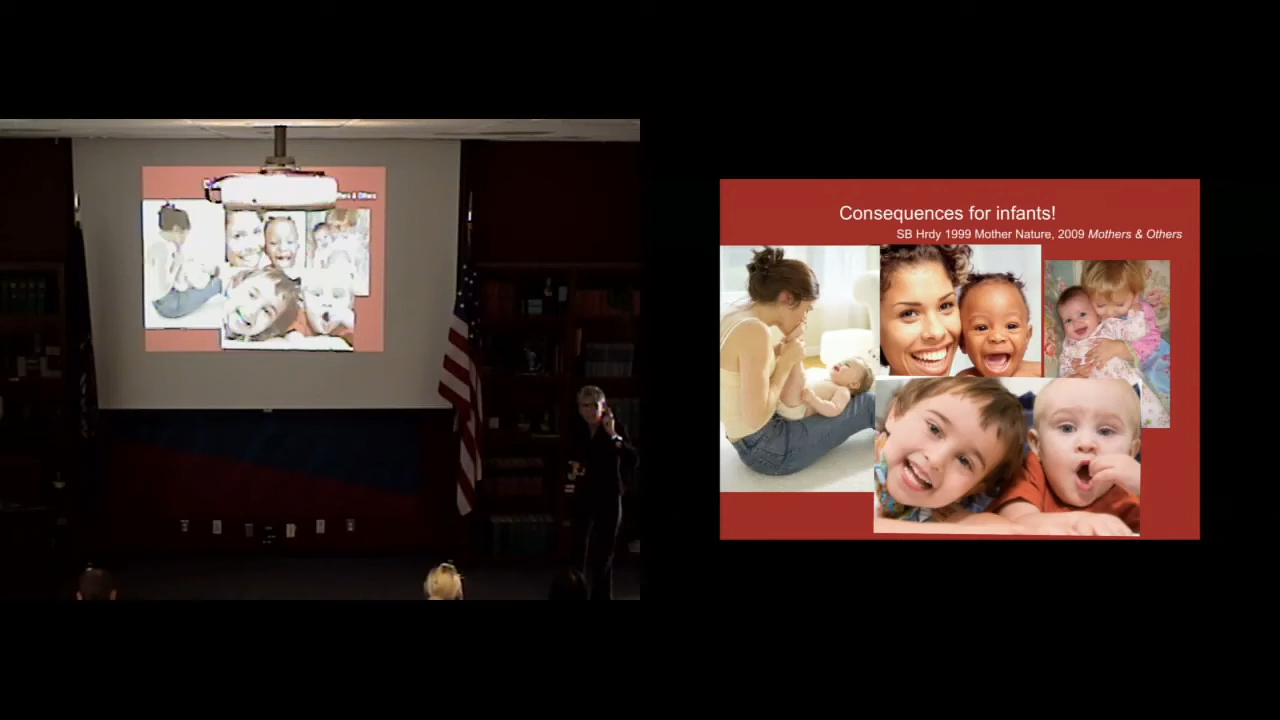 Consequences for infants!
SB Hrdy 1999 Mother Nature, 2009 Mothers & Others